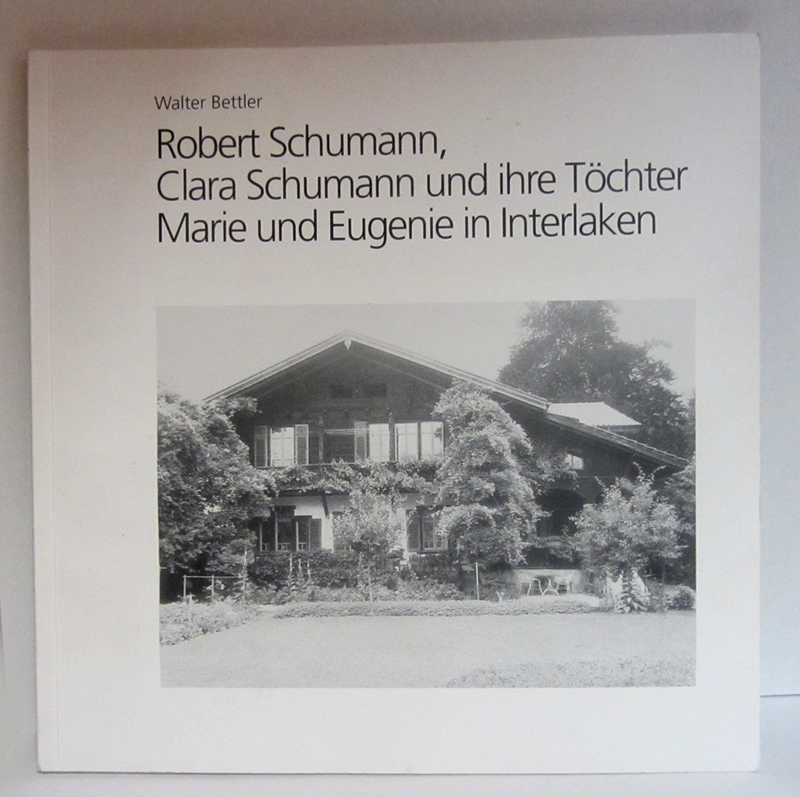 Walter Bettler
Robert Schumann,
Clara Schumann und ihre Töchter
Marie und Eugenie in Interlaken